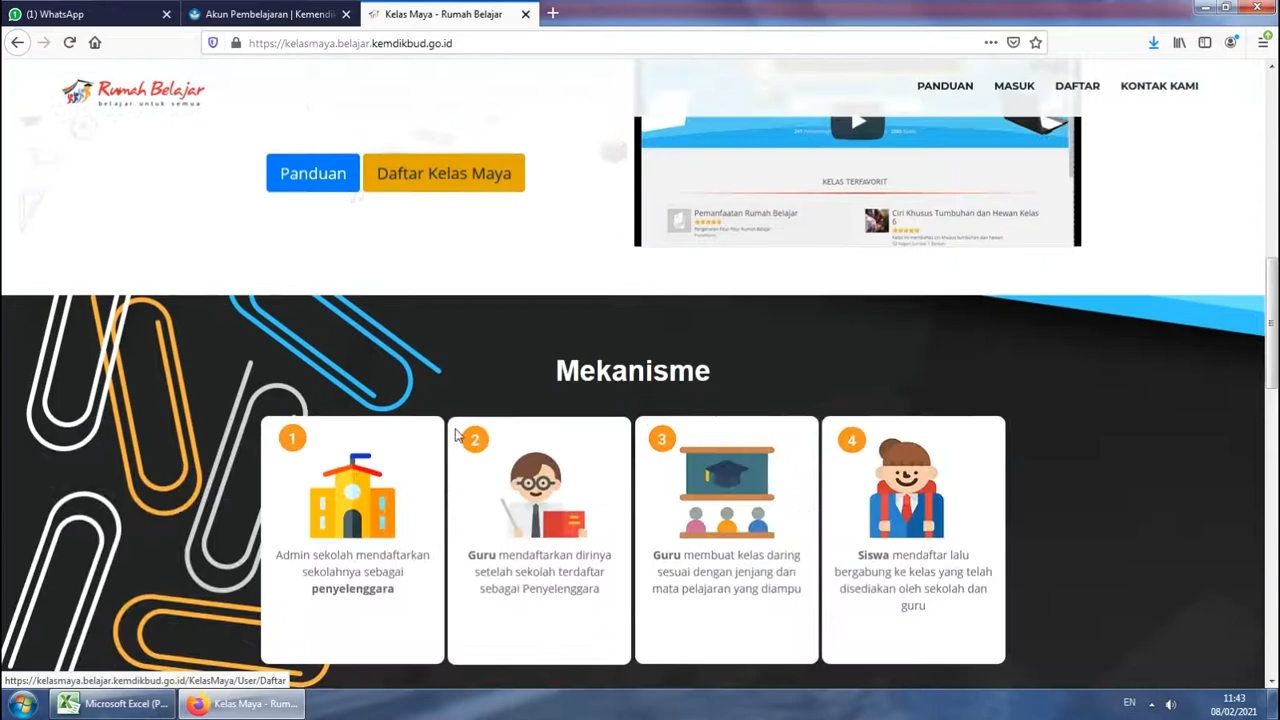 (1) WhatsApp
Akun Pembelajaran | Kemendik
Kelas Maya - Rumah Belajar
https://kelasmaya.belajar.kemdikbud.go.id
Rumah Belajar
belajar untuk semua
PANDUAN MASUK DAFTAR KONTAK KAMI
Panduan
Daftar Kelas Maya
KELAS TERFAVORIT
Pemanfaatan Rumah Belajar
Ciri Khusus Tumbuhan dan Hewan Kelas
6
Mekanisme
1
Admin sekolah mendaftarkan
sekolahnya sebagai
penyelenggara
2
Guru mendaftarkan dirinya
setelah sekolah terdaftar
sebagai Penyelenggara
3
Guru membuat kelas daring
sesuai dengan jenjang dan
mata pelajaran yang diampu
4
Siswa mendaftar lalu
bergabung ke kelas yang telah
disediakan oleh sekolah dan
guru
https://kelasmaya.belajar.kemdikbud.go.id/KelasMaya/User/Daftar
Microsoft Excel (P...
Kelas Maya - Rum...
EN
11:43
08/02/2021